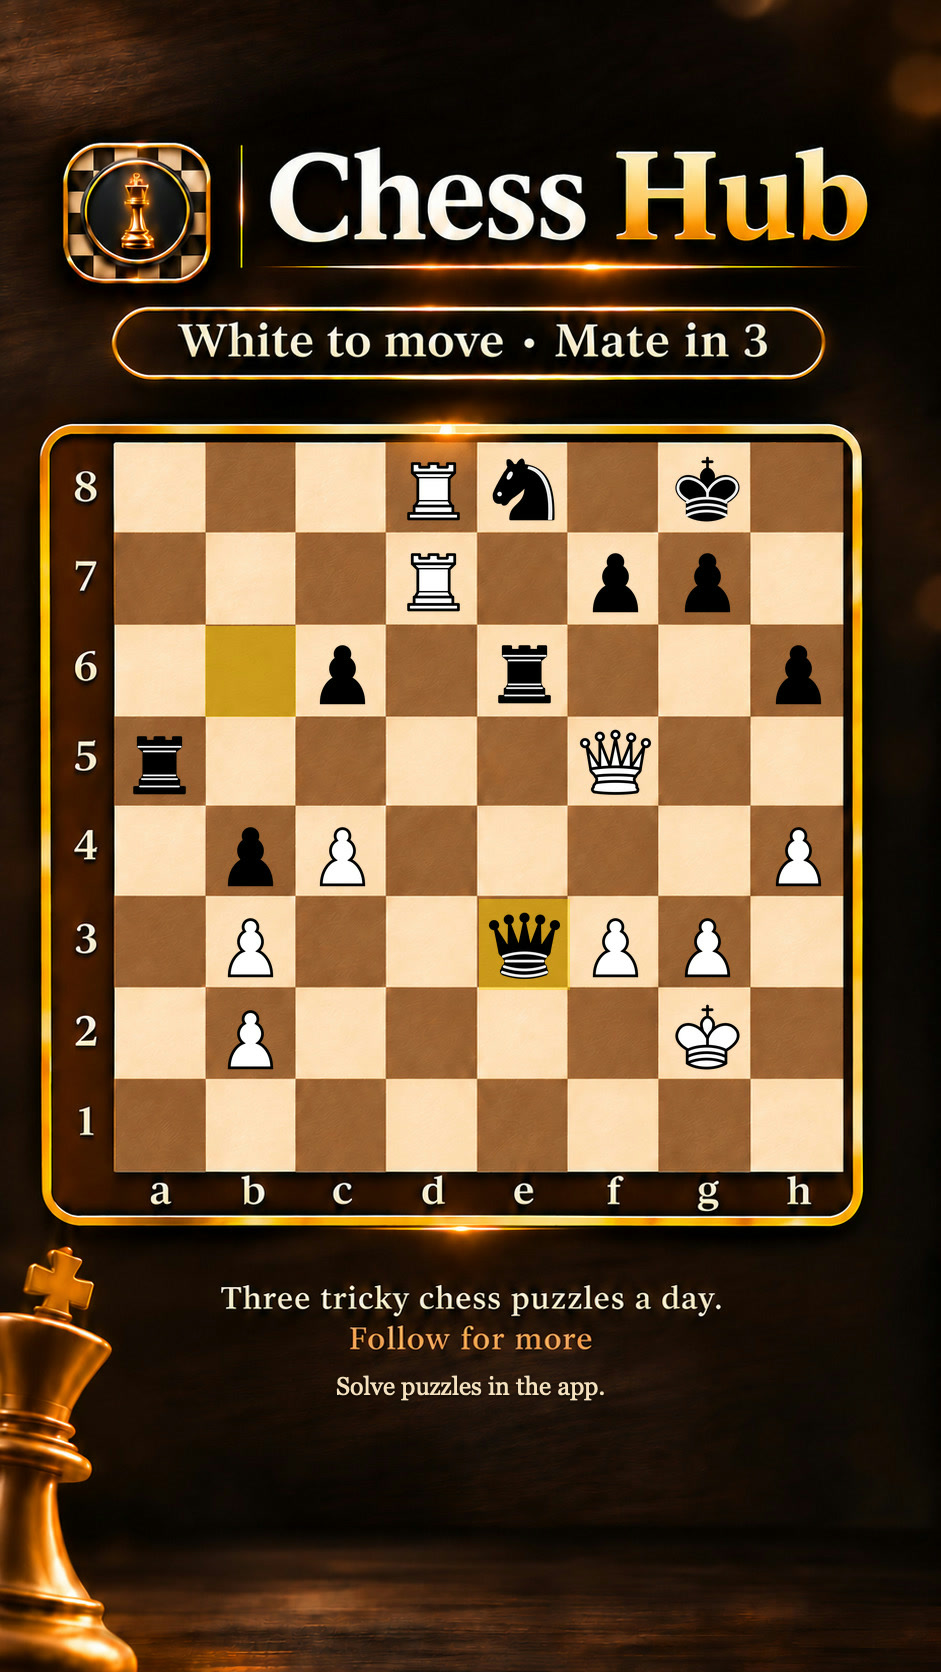 Chess Hub
White to move • Mate in 3
8
7
6
5
4
3
2
1
a b c d e f g h
Three tricky chess puzzles a day.
Follow for more
Solve puzzles in the app.